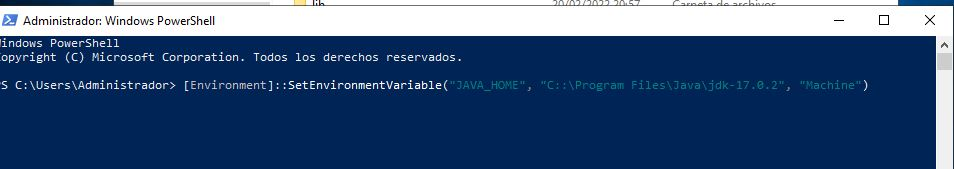 lib 20/02/2022 20:57 Carpeta de archivos
Administrador: Windows PowerShell
indows PowerShell
opyright (C) Microsoft Corporation. Todos los derechos reservados.
PS C:\Users\Administrador> [Environment]::SetEnvironmentVariable("JAVA_HOME", "C::\Program Files\Java\jdk-17.0.2", "Machine")